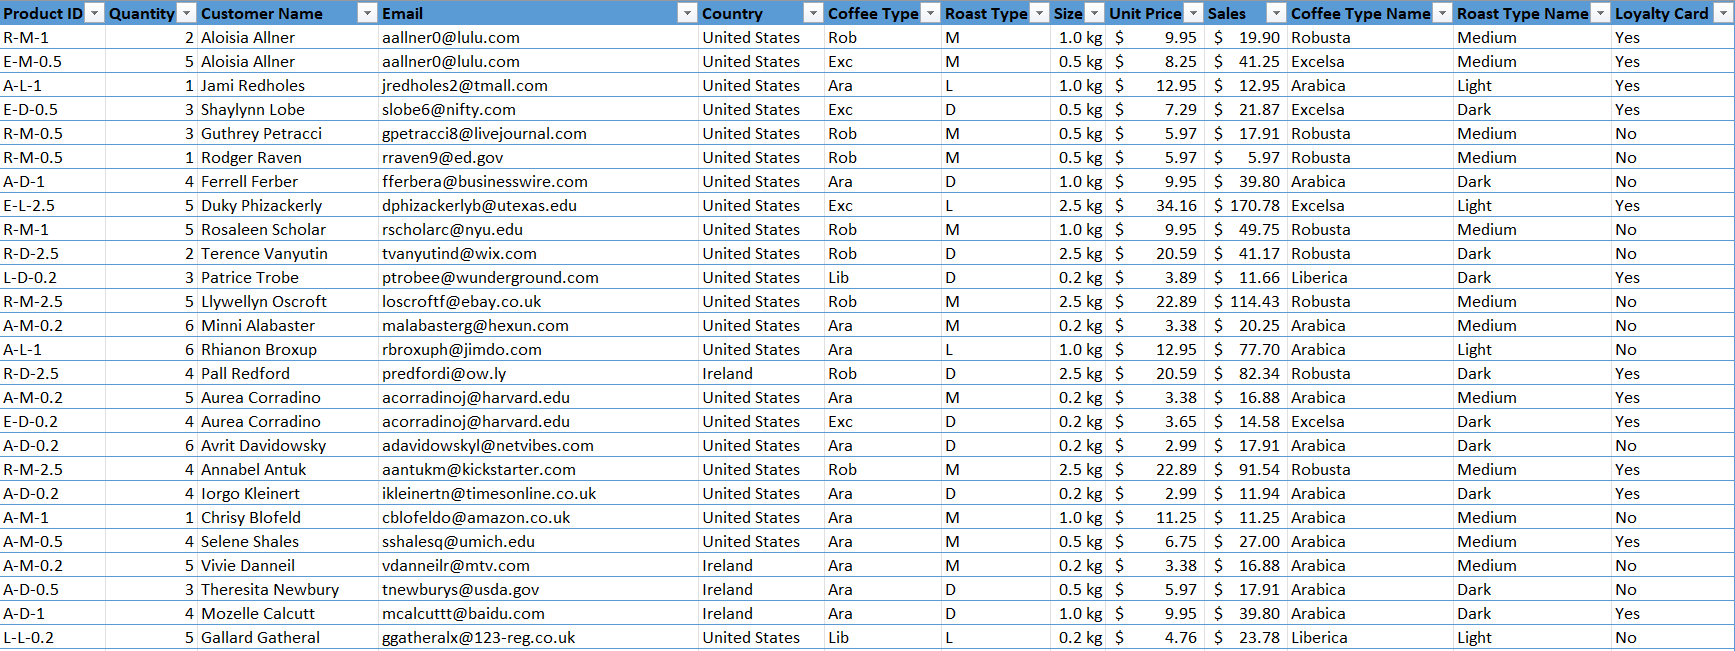 Product ID Quantity Customer Name Email Country Coffee Type Roast Type Size Unit Price Sales Coffee Type Name Roast Type Name Loyalty Card
R-M-1 2 Aloisia Allner aallner0@lulu.com United States Rob M 1.0 kg $ 9.95 $ 19.90 Robusta Medium Yes
E-M-0.5 5 Aloisia Allner aallner0@lulu.com United States Exc M 0.5 kg $ 8.25 $ 41.25 Excelsa Medium Yes
A-L-1 1 Jami Redholes jredholes2@tmall.com United States Ara L 1.0 kg $ 12.95 $ 12.95 Arabica Light Yes
E-D-0.5 3 Shaylynn Lobe slobe6@nifty.com United States Exc D 0.5 kg $ 7.29 $ 21.87 Excelsa Dark Yes
R-M-0.5 3 Guthrey Petracci gpetracci8@livejournal.com United States Rob M 0.5 kg $ 5.97 $ 17.91 Robusta Medium No
R-M-0.5 1 Rodger Raven rraven9@ed.gov United States Rob M 0.5 kg $ 5.97 $ 5.97 Robusta Medium No
A-D-1 4 Ferrell Ferber fferbera@businesswire.com United States Ara D 1.0 kg $ 9.95 $ 39.80 Arabica Dark No
E-L-2.5 5 Duky Phizackerly dphizackerlyb@utexas.edu United States Exc L 2.5 kg $ 34.16 $ 170.78 Excelsa Light Yes
R-M-1 5 Rosaleen Scholar rscholarc@nyu.edu United States Rob M 1.0 kg $ 9.95 $ 49.75 Robusta Medium No
R-D-2.5 2 Terence Vanyutin tvanyutind@wix.com United States Rob D 2.5 kg $ 20.59 $ 41.17 Robusta Dark No
L-D-0.2 3 Patrice Trobe ptrobee@wunderground.com United States Lib D 0.2 kg $ 3.89 $ 11.66 Liberica Dark Yes
R-M-2.5 5 Llywellyn Oscroft loscroftf@ebay.co.uk United States Rob M 2.5 kg $ 22.89 $ 114.43 Robusta Medium No
A-M-0.2 6 Minni Alabaster malabasterg@hexun.com United States Ara M 0.2 kg $ 3.38 $ 20.25 Arabica Medium No
A-L-1 6 Rhianon Broxup rbroxuph@jimdo.com United States Ara L 1.0 kg $ 12.95 $ 77.70 Arabica Light No
R-D-2.5 4 Pall Redford predfordi@ow.ly Ireland Rob D 2.5 kg $ 20.59 $ 82.34 Robusta Dark Yes
A-M-0.2 5 Aurea Corradino acorradinoj@harvard.edu United States Ara M 0.2 kg $ 3.38 $ 16.88 Arabica Medium Yes
E-D-0.2 4 Aurea Corradino acorradinoj@harvard.edu United States Exc D 0.2 kg $ 3.65 $ 14.58 Excelsa Dark Yes
A-D-0.2 6 Avrit Davidowsky adavidowskyl@netvibes.com United States Ara D 0.2 kg $ 2.99 $ 17.91 Arabica Dark No
R-M-2.5 4 Annabel Antuk aantukm@kickstarter.com United States Rob M 2.5 kg $ 22.89 $ 91.54 Robusta Medium Yes
A-D-0.2 4 Iorgo Kleinert ikleinertn@timesonline.co.uk United States Ara D 0.2 kg $ 2.99 $ 11.94 Arabica Dark Yes
A-M-1 1 Chrisy Blofeld cblofeldo@amazon.co.uk United States Ara M 1.0 kg $ 11.25 $ 11.25 Arabica Medium No
A-M-0.5 4 Selene Shales sshalesq@umich.edu United States Ara M 0.5 kg $ 6.75 $ 27.00 Arabica Medium Yes
A-M-0.2 5 Vivie Danneil vdanneilr@mtv.com Ireland Ara M 0.2 kg $ 3.38 $ 16.88 Arabica Medium No
A-D-0.5 3 Theresita Newbury tnewburys@usda.gov Ireland Ara D 0.5 kg $ 5.97 $ 17.91 Arabica Dark No
A-D-1 4 Mozelle Calcutt mcalcuttt@baidu.com Ireland Ara D 1.0 kg $ 9.95 $ 39.80 Arabica Dark Yes
L-L-0.2 5 Gallard Gatheral ggatheralx@123-reg.co.uk United States Lib L 0.2 kg $ 4.76 $ 23.78 Liberica Light No